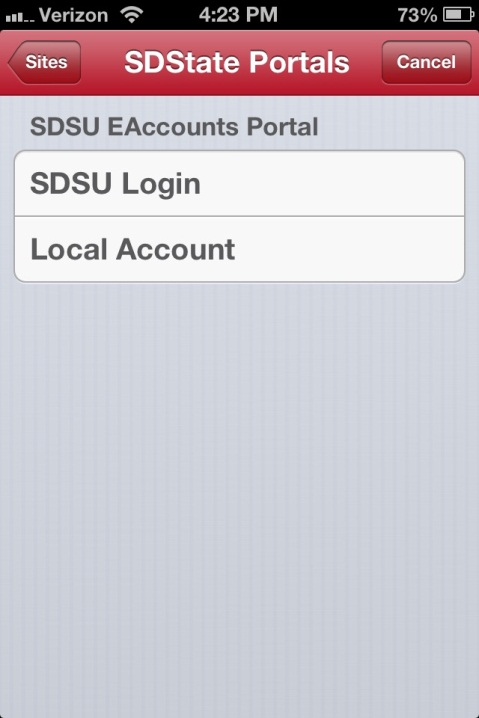 Verizon 4:23 PM 73%
Sites SDState Portals Cancel
SDSU EAccounts Portal
SDSU Login
Local Account